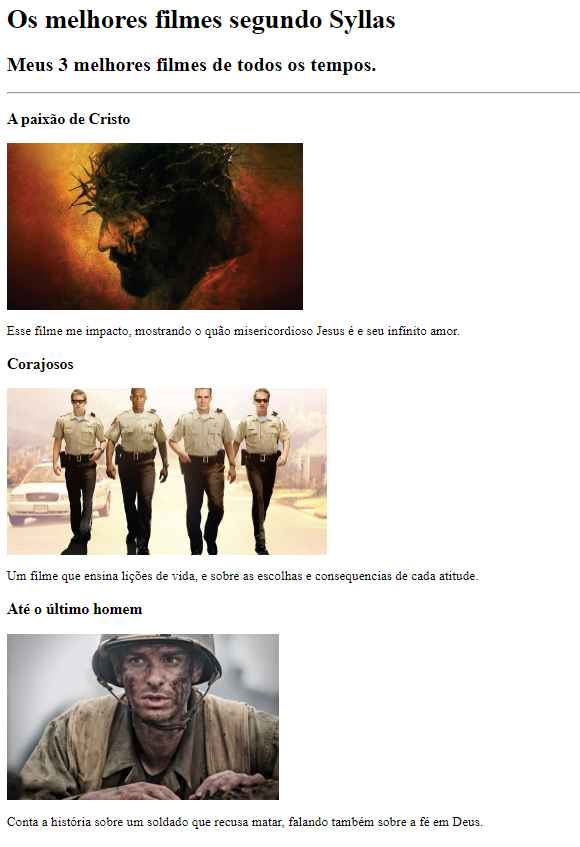 Os melhores filmes segundo Syllas
Meus 3 melhores filmes de todos os tempos.
A paixão de Cristo
Esse filme me impacto, mostrando o quão misericordioso Jesus é e seu infinito amor.
Corajosos
Um filme que ensina lições de vida, e sobre as escolhas e consequencias de cada atitude.
Até o último homem
Conta a história sobre um soldado que recusa matar, falando também sobre a fé em Deus.